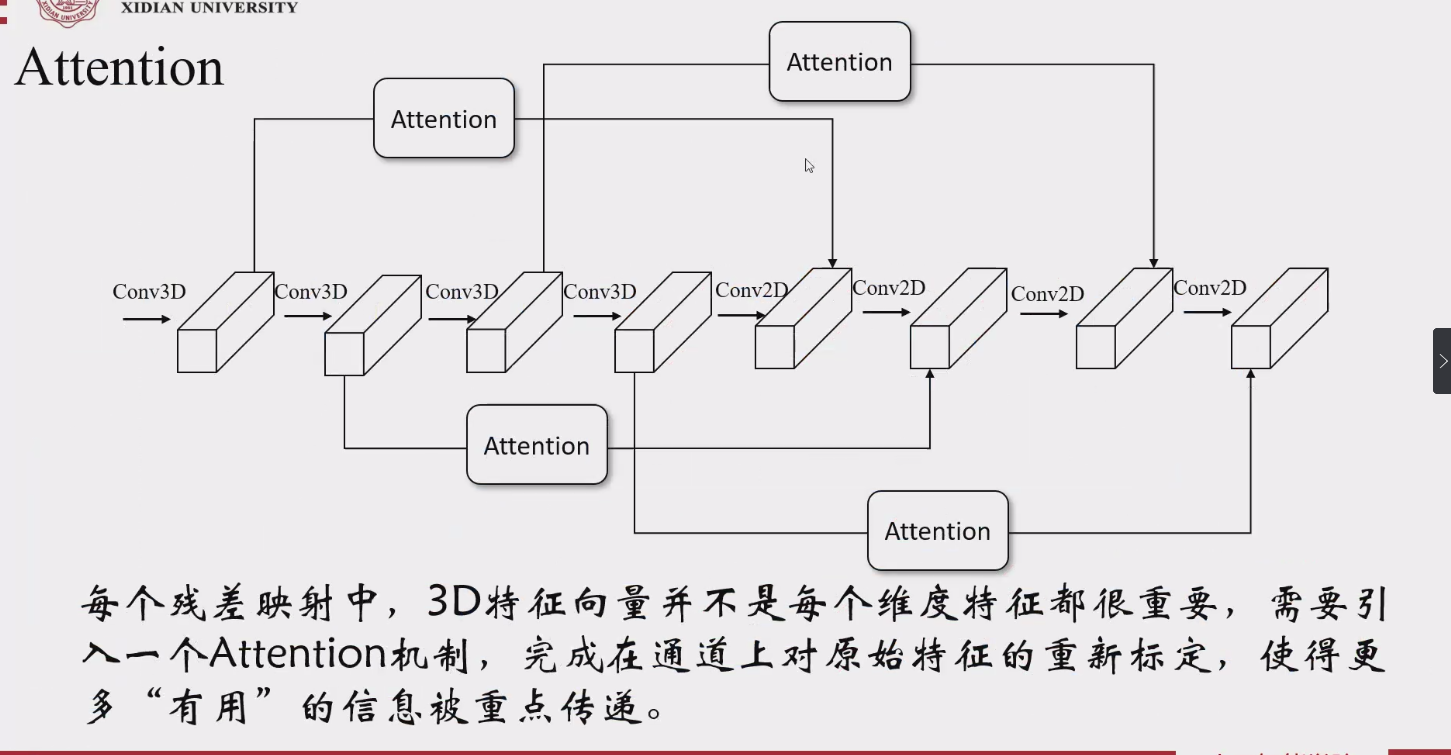 XIDIAN UNIVERSITY
Attention
Attention
Attention
Conv3D
Conv3D
Conv3D
Conv3D
Conv2D
Conv2D
Conv2D
Conv2D
Attention
Attention
每个残差映射中，3D特征向量并不是每个维度特征都很重要，需要引
入一个Attention机制，完成在通道上对原始特征的重新标定，使得更
多“有用”的信息被重点传递。